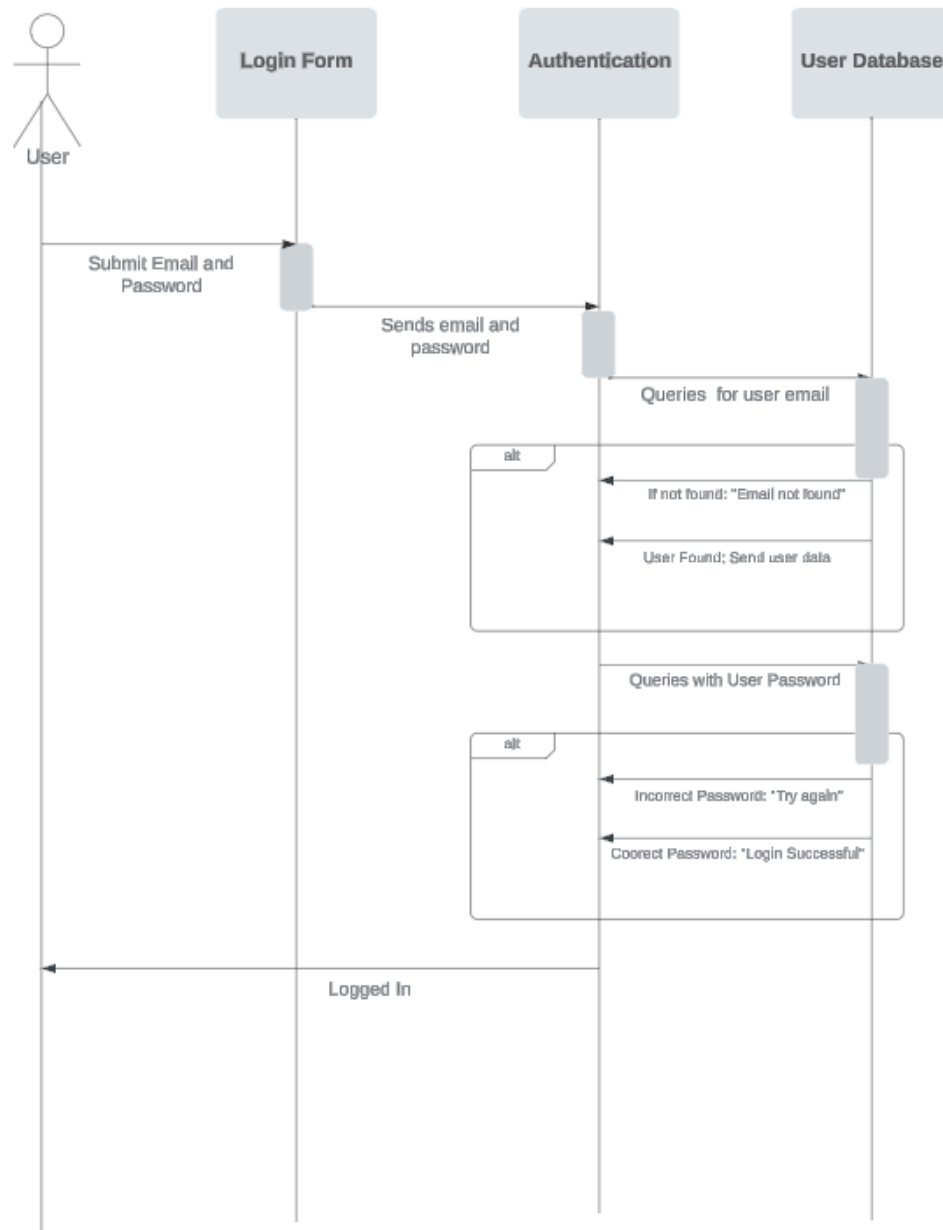 Login Form
Authentication
User Database
User
Submit Email and
Password
Sends email and
password
Queries for user email
alt
If not found: "Email not found"
User Found; Send user data
Queries with User Password
alt
Incorrect Password: "Try again"
Coorect Password: "Login Successful"
Logged In